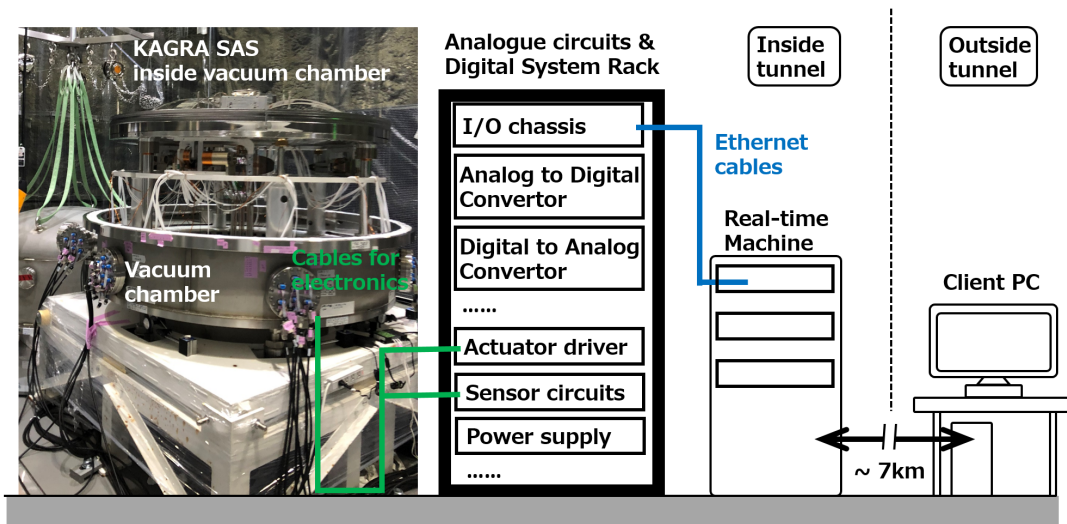 KAGRA SAS
inside vacuum chamber
Vacuum
chamber
Cables for
electronics
Analogue circuits &
Digital System Rack
I/O chassis
Analog to Digital
Convertor
Digital to Analog
Convertor
......
Actuator driver
Sensor circuits
Power supply
......
Inside
tunnel
Ethernet
cables
Real-time
Machine
Outside
tunnel
Client PC
~ 7km